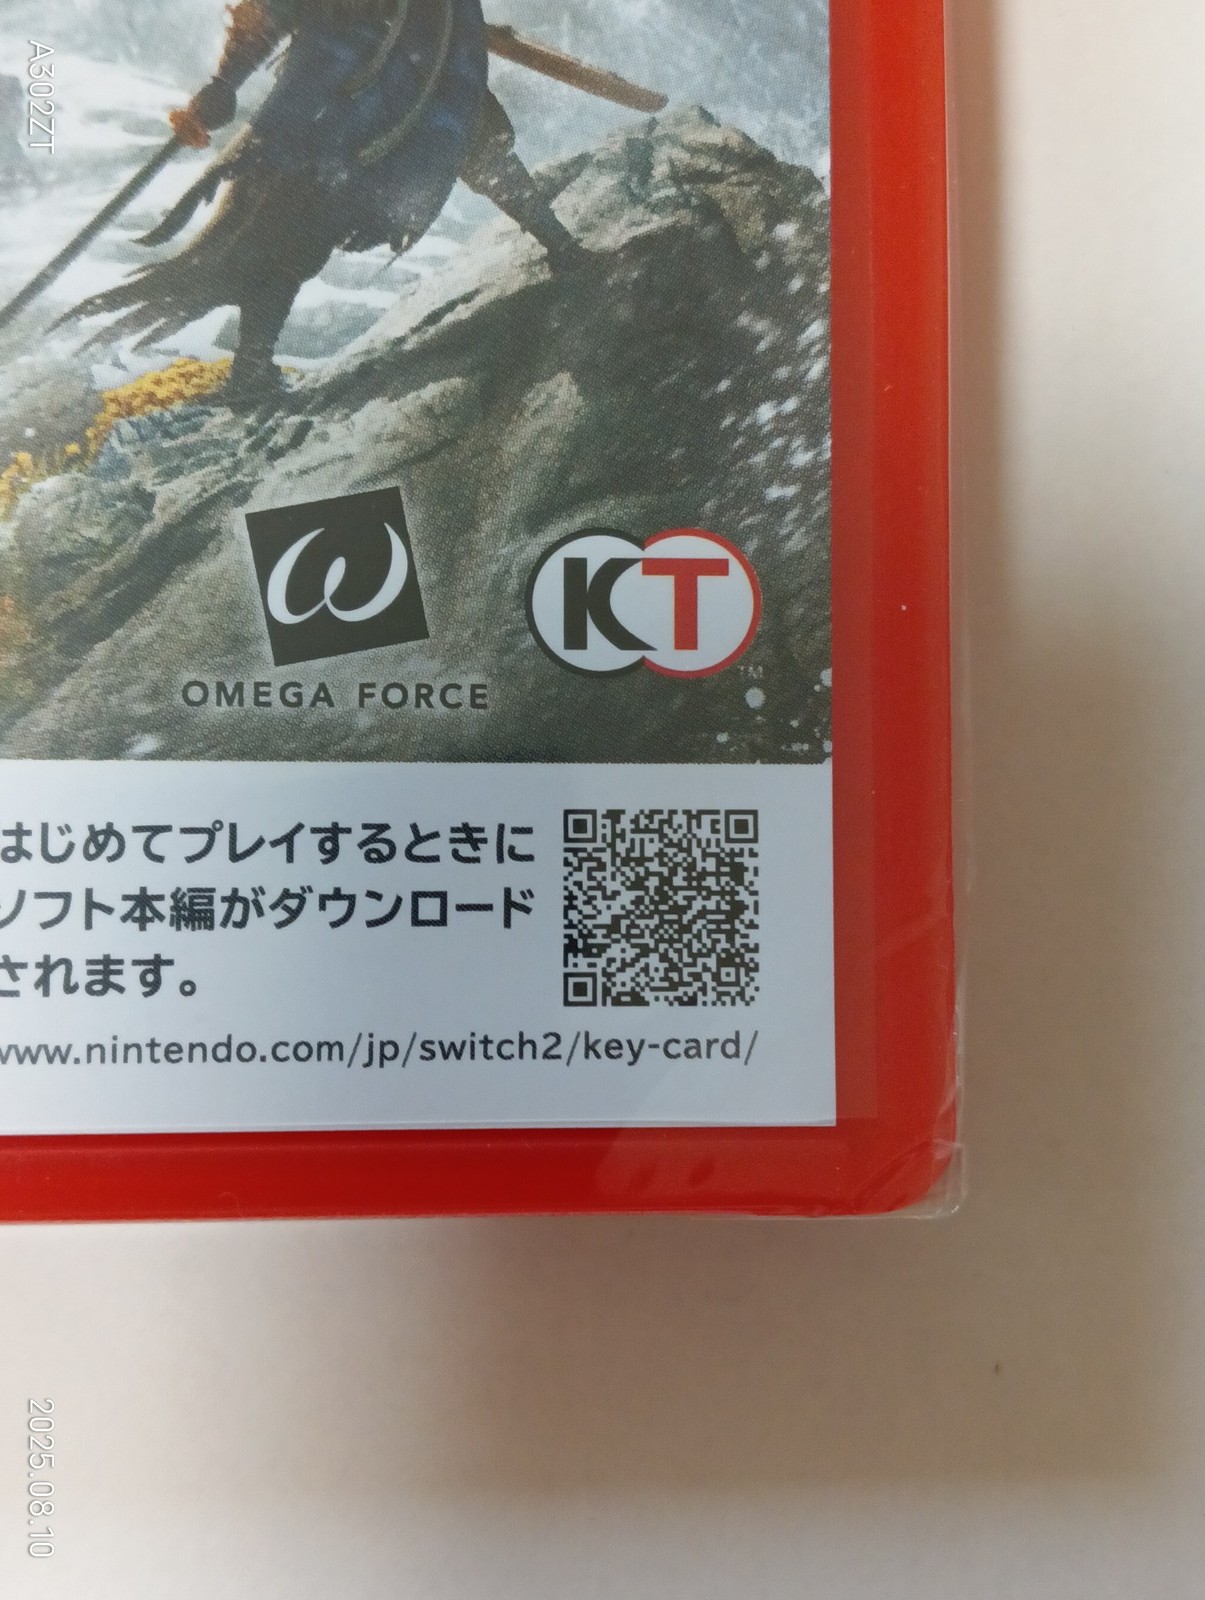 A302ZT
OMEGA FORCE
KT
TM
はじめてプレイするときに
ソフト本編がダウンロード
されます。
www.nintendo.com/jp/switch2/key-card/
2025.08.10